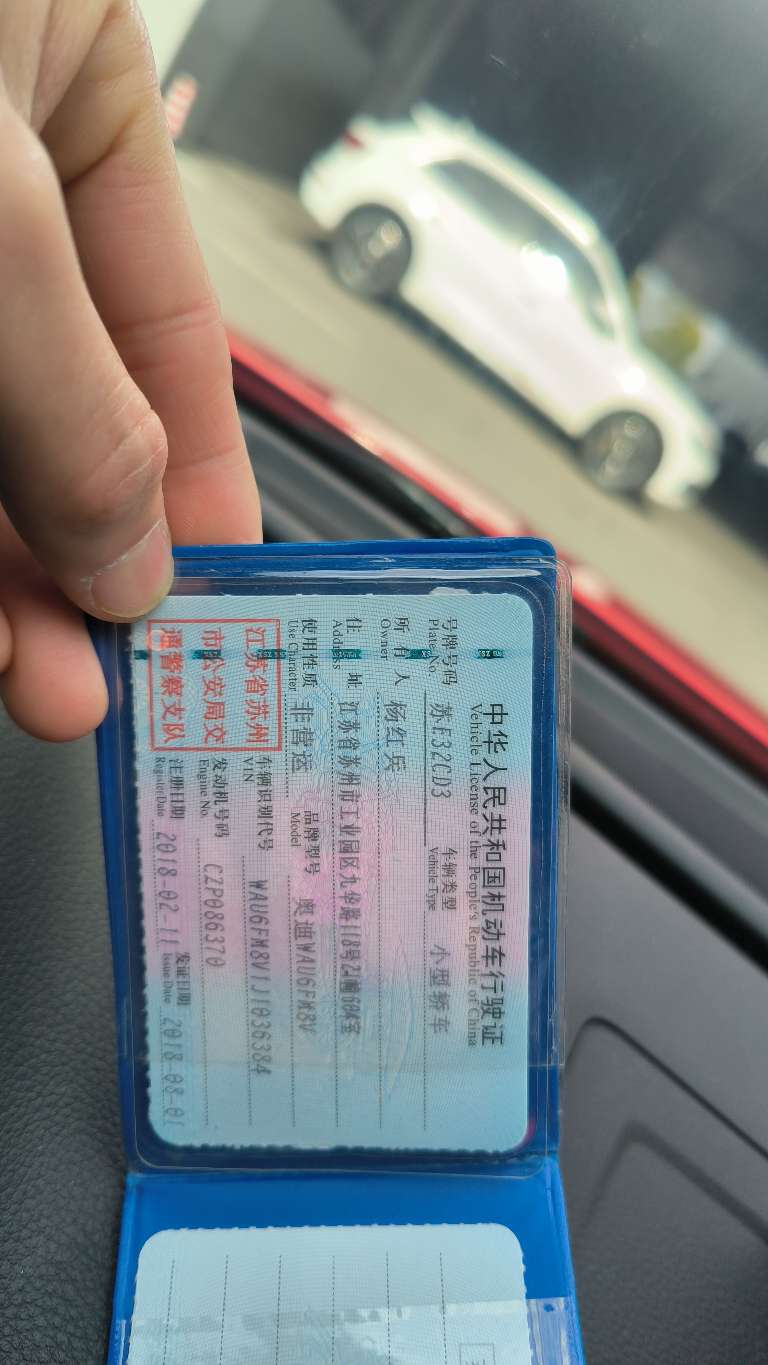 中华人民共和国机动车行驶证
Vehicle License of the People's Republic of China
号牌号码 苏E32CD3 车辆类型 小型轿车
Plate No. Vehicle Type
所有人 杨红兵
Owner
住址 江苏省苏州市工业园区九华路118号21幢604室
Address
使用性质 非营运 品牌型号 奥迪WAU6FM8V
Use Character Model
江苏省苏州
市公安局交
通警察支队
车辆识别代号 WAU6FM8V1J1036384
VIN
发动机号码 CZP086370
Engine No.
注册日期 2018-02-11 发证日期 2018-08-01
Register Date Issue Date